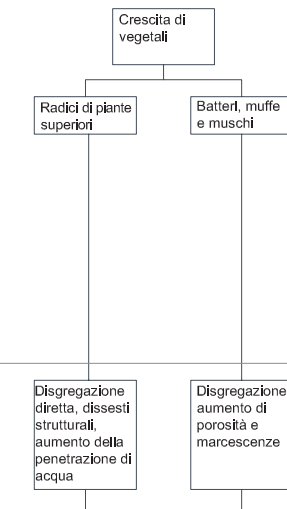 Crescita di
vegetali
Radici di piante
superiori
Batteri, muffe
e muschi
Disgregazione
diretta, dissesti
strutturali,
aumento della
penetrazione di
acqua
Disgregazione
aumento di
porosità e
marcescenze